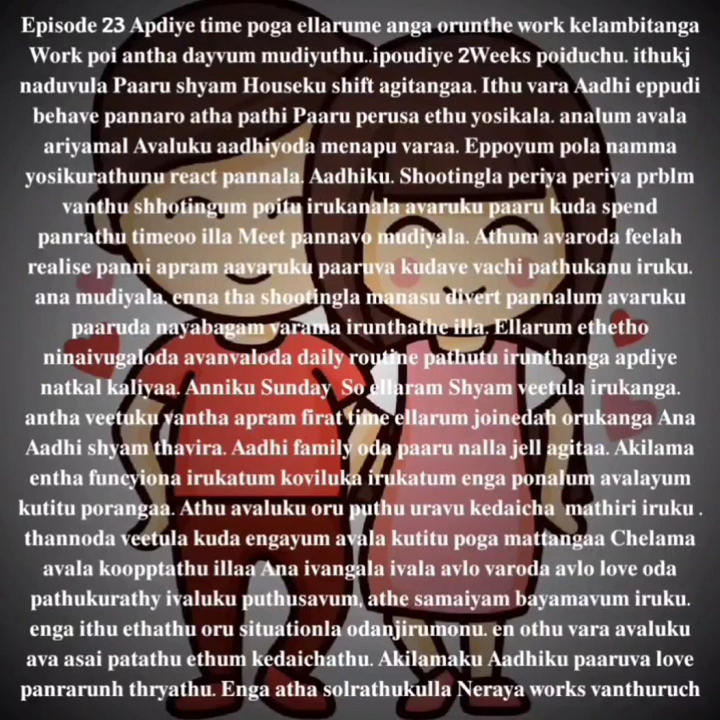 Episode 23 Apdiye time poga ellarume anga orunthe work kelambitanga
Work poi antha dayvum mudiyuthu..ipoudiye 2Weeks poiduchu. ithukj
naduvula Paaru shyam Houseku shift agitangaa. Ithu vara Aadhi eppudi
behave pannaro atha pathi Paaru perusa ethu yosikala. analum avala
ariyamal Avaluku aadhiyoda menapu varaa. Eppoyum pola namma
yosikurathunu react pannala. Aadhiku. Shootingla periya periya prblm
vanthu shhotingum poitu irukanala avaruku paaru kuda spend
panrathu timeoo illa Meet pannavo mudiyala. Athum avaroda feelah
realise panni apram aavaruku paaruva kudave vachi pathukanu iruku.
ana mudiyala. enna tha shootingla manasu divert pannalum avaruku
paaruda nayabagam varama irunthathe illa. Ellarum ethetho
ninaivugaloda avanvaloda daily routine pathutu irunthanga apdiye
natkal kaliyaa. Anniku Sunday So ellaram Shyam veetula irukanga.
antha veetuku vantha apram firat time ellarum joinedah orukanga Ana
Aadhi shyam thavira. Aadhi family oda paaru nalla jell agitaa. Akilama
entha funcyiona irukatum koviluka irukatum enga ponalum avalayum
kutitu porangaa. Athu avaluku oru puthu uravu kedaicha mathiri iruku .
thannoda veetula kuda engayum avala kutitu poga mattangaa Chelama
avala koopptathu illaa Ana ivangala ivala avlo varoda avlo love oda
pathukurathy ivaluku puthusavum, athe samaiyam bayamavum iruku.
enga ithu ethathu oru situationla odanjirumonu. en othu vara avaluku
ava asai patathu ethum kedaichathu. Akilamaku Aadhiku paaruva love
panrarunh thryathu. Enga atha solrathukulla Neraya works vanthuruch